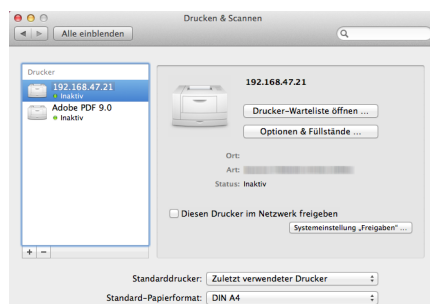 Drucken & Scannen
Alle einblenden
Drucker
192.168.47.21
Inaktiv
Adobe PDF 9.0
Inaktiv
192.168.47.21
Drucker-Warteliste öffnen ...
Optionen & Füllstände ...
Ort:
Art:
Status: Inaktiv
Diesen Drucker im Netzwerk freigeben
Systemeinstellung „Freigaben“ ...
+ −
Standarddrucker: Zuletzt verwendeter Drucker
Standard-Papierformat: DIN A4